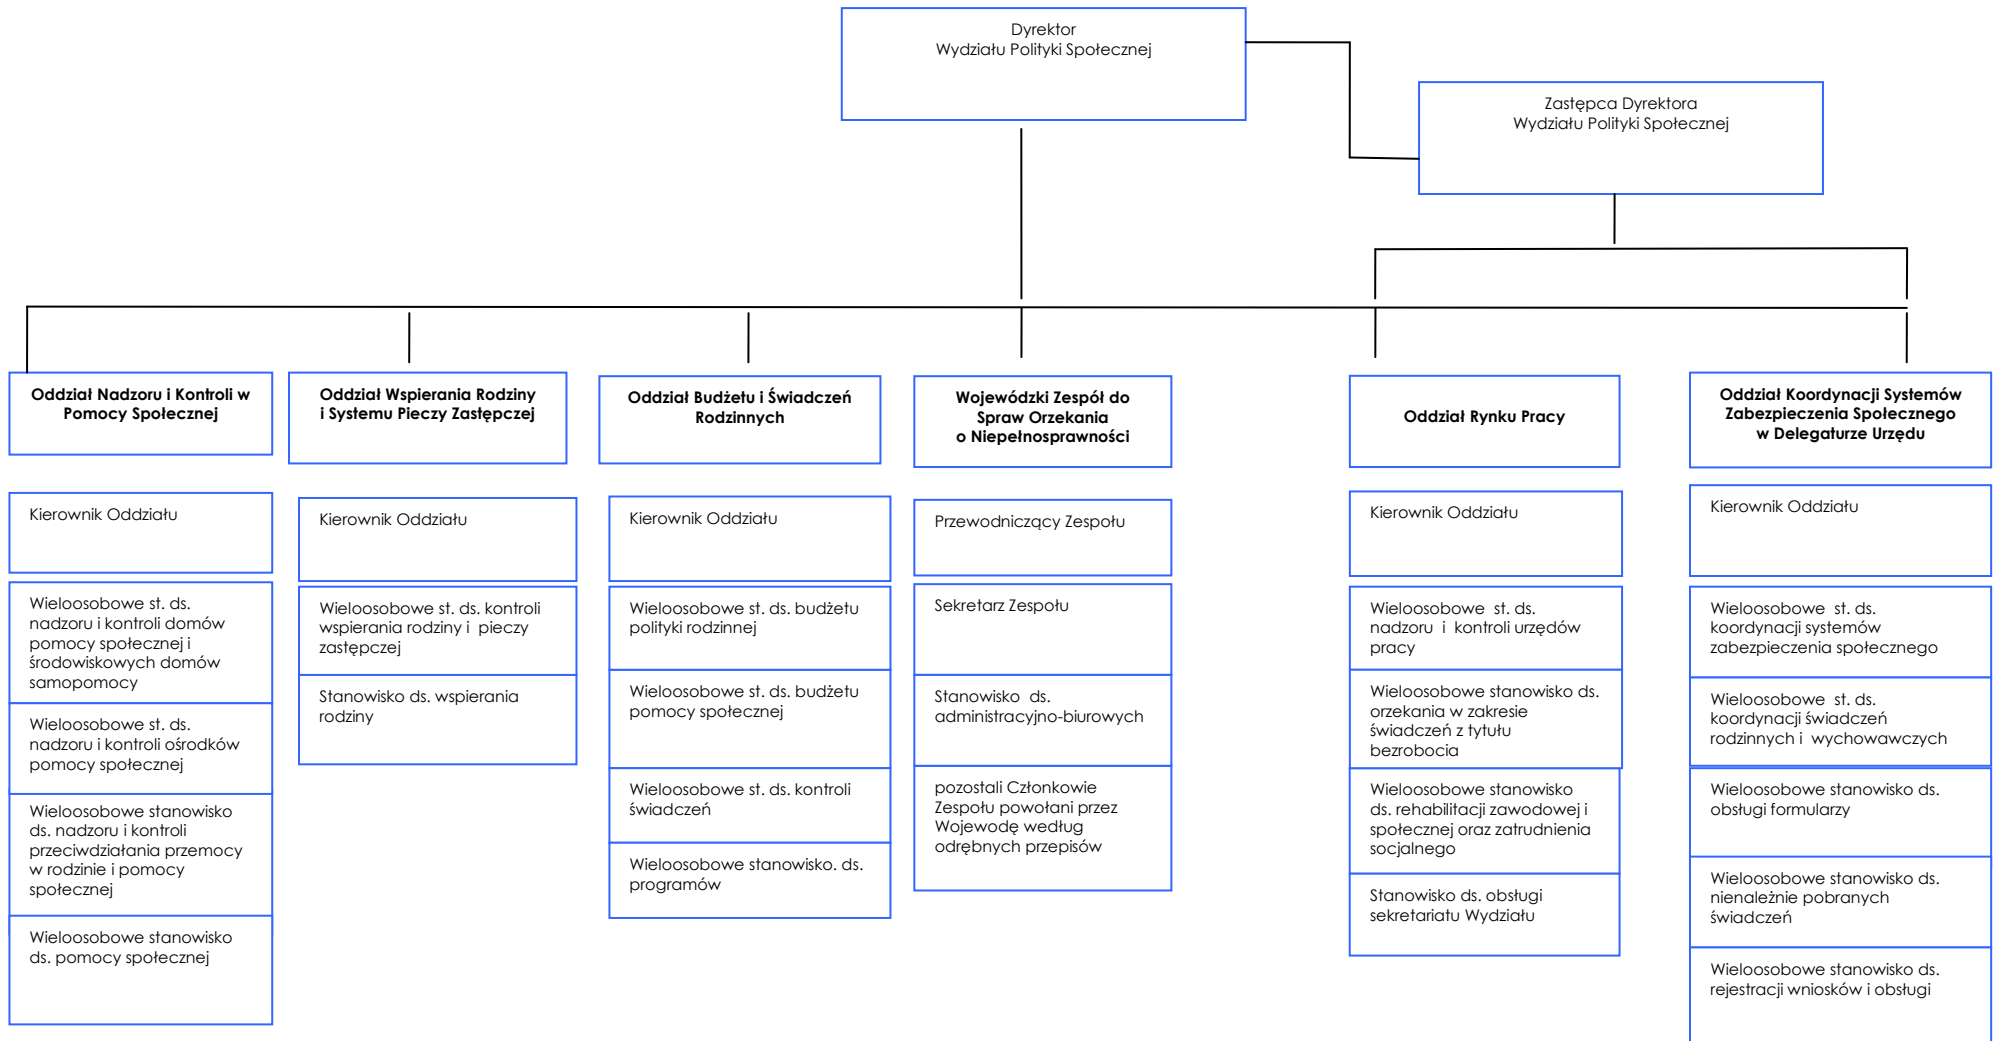 Dyrektor
Wydziału Polityki Społecznej
Zastępca Dyrektora
Wydziału Polityki Społecznej
Oddział Nadzoru i Kontroli w
Pomocy Społecznej
Kierownik Oddziału
Wieloosobowe st. ds.
nadzoru i kontroli domów
pomocy społecznej i
środowiskowych domów
samopomocy
Wieloosobowe st. ds.
nadzoru i kontroli ośrodków
pomocy społecznej
Wieloosobowe stanowisko
ds. nadzoru i kontroli
przeciwdziałania przemocy
w rodzinie i pomocy
społecznej
Wieloosobowe stanowisko
ds. pomocy społecznej
Oddział Wspierania Rodziny
i Systemu Pieczy Zastępczej
Kierownik Oddziału
Wieloosobowe st. ds. kontroli
wspierania rodziny i pieczy
zastępczej
Stanowisko ds. wspierania
rodziny
Oddział Budżetu i Świadczeń
Rodzinnych
Kierownik Oddziału
Wieloosobowe st. ds. budżetu
polityki rodzinnej
Wieloosobowe st. ds. budżetu
pomocy społecznej
Wieloosobowe st. ds. kontroli
świadczeń
Wieloosobowe stanowisko. ds.
programów
Wojewódzki Zespół do
Spraw Orzekania
o Niepełnosprawności
Przewodniczący Zespołu
Sekretarz Zespołu
Stanowisko ds.
administracyjno-biurowych
pozostali Członkowie
Zespołu powołani przez
Wojewodę według
odrębnych przepisów
Oddział Rynku Pracy
Kierownik Oddziału
Wieloosobowe st. ds.
nadzoru i kontroli urzędów
pracy
Wieloosobowe stanowisko ds.
orzekania w zakresie
świadczeń z tytułu
bezrobocia
Wieloosobowe stanowisko
ds. rehabilitacji zawodowej i
społecznej oraz zatrudnienia
socjalnego
Stanowisko ds. obsługi
sekretariatu Wydziału
Oddział Koordynacji Systemów
Zabezpieczenia Społecznego
w Delegaturze Urzędu
Kierownik Oddziału
Wieloosobowe st. ds.
koordynacji systemów
zabezpieczenia społecznego
Wieloosobowe st. ds.
koordynacji świadczeń
rodzinnych i wychowawczych
Wieloosobowe stanowisko ds.
obsługi formularzy
Wieloosobowe stanowisko ds.
nienależnie pobranych
świadczeń
Wieloosobowe stanowisko ds.
rejestracji wniosków i obsługi